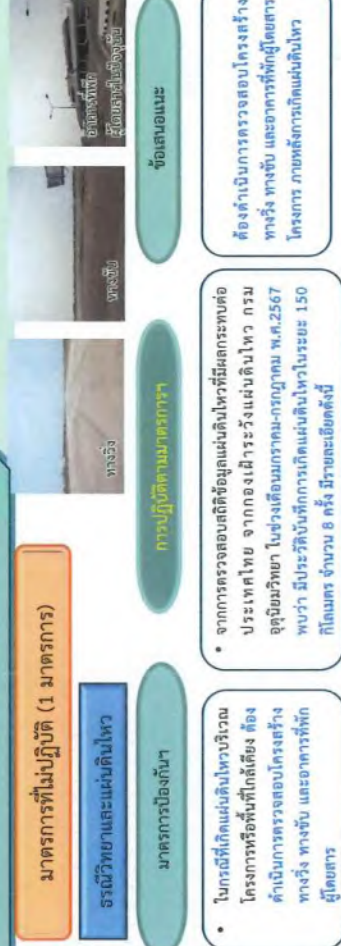 มาตรการที่ไม่ปฏิบัติ (1 มาตรการ)
ธรณีวิทยาและแผ่นดินไหว
ทางวิ่ง
ทางขับ
อาคารที่พัก
ผู้โดยสารในปัจจุบัน
มาตรการป้องกันฯ
• ในกรณีที่เกิดแผ่นดินไหวบริเวณ
โครงการหรือพื้นที่ใกล้เคียง ต้อง
ดำเนินการตรวจสอบโครงสร้าง
ทางวิ่ง ทางขับ และอาคารที่พัก
ผู้โดยสาร
การปฏิบัติตามมาตรการฯ
• จากการตรวจสอบสถิติข้อมูลแผ่นดินไหวที่มีผลกระทบต่อ
ประเทศไทย จากกองเฝ้าระวังแผ่นดินไหว กรม
อุตุนิยมวิทยา ในช่วงเดือนมกราคม-กรกฎาคม พ.ศ.2567
พบว่า มีประวัติบันทึกการเกิดแผ่นดินไหวในระยะ 150
กิโลเมตร จำนวน 8 ครั้ง มีรายละเอียดดังนี้
ข้อเสนอแนะ
ต้องดำเนินการตรวจสอบโครงสร้าง
ทางวิ่ง ทางขับ และอาคารที่พักผู้โดยสาร
โครงการ ภายหลังการเกิดแผ่นดินไหว